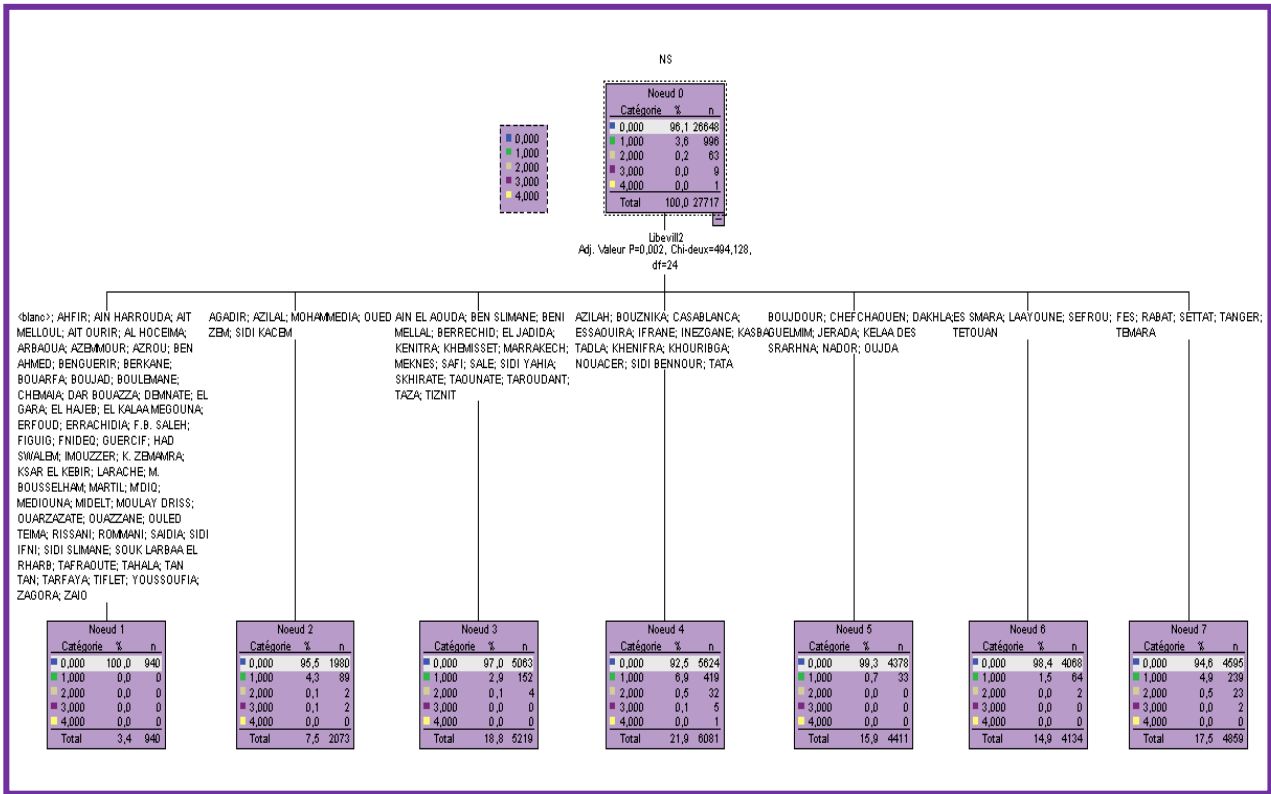 NS
Noeud 0
Catégorie % n
0,000 96,1 26648
1,000 3,6 996
2,000 0,2 63
3,000 0,0 9
4,000 0,0 1
Total 100,0 27717
0,000
1,000
2,000
3,000
4,000
Libevill2
Adj. Valeur P=0,002, Chi-deux=494,128,
df=24
<blanc>; AHFIR; AIN HARROUDA; AIT
MELLOUL; AIT OURIR; AL HOCEIMA;
ARBAOUA; AZEMMOUR; AZROU; BEN
AHMED; BENGUERIR; BERKANE;
BOUARFA; BOUJAD; BOULEMANE;
CHEMAIA; DAR BOUAZZA; DEMNATE; EL
GARA; EL HAJEB; EL KALAA MEGOUNA;
ERFOUD; ERRACHIDIA; F.B. SALEH;
FIGUIG; FNIDEQ; GUERCIF; HAD
SWALEM; IMOUZZER; K. ZEMAMRA;
KSAR EL KEBIR; LARACHE; M.
BOUSSELHAM; MARTIL; M'DIQ;
MEDIOUNA; MIDELT; MOULAY DRISS;
OUARZAZATE; OUAZZANE; OULED
TEIMA; RISSANI; ROMMANI; SAIDIA; SIDI
IFNI; SIDI SLIMANE; SOUK LARBAA EL
RHARB; TAFRAOUTE; TAHALA; TAN
TAN; TARFAYA; TIFLET; YOUSSOUFIA;
ZAGORA; ZAIO
AGADIR; AZILAL; MOHAMMEDIA; OUED
ZEM; SIDI KACEM
AIN EL AOUDA; BEN SLIMANE; BENI
MELLAL; BERRECHID; EL JADIDA;
KENITRA; KHEMISSET; MARRAKECH;
MEKNES; SAFI; SALE; SIDI YAHIA;
SKHIRATE; TAOUNATE; TAROUDANT;
TAZA; TIZNIT
AZILAH; BOUZNIKA; CASABLANCA;
ESSAOUIRA; IFRANE; INEZGANE; KASBA
TADLA; KHENIFRA; KHOURIBGA;
NOUACER; SIDI BENNOUR; TATA
BOUJDOUR; CHEFCHAOUEN; DAKHLA;
GUELMIM; JERADA; KELAA DES
SRARHNA; NADOR; OUJDA
ES SMARA; LAAYOUNE; SEFROU;
TETOUAN
FES; RABAT; SETTAT; TANGER;
TEMARA
Noeud 1
Catégorie % n
0,000 100,0 940
1,000 0,0 0
2,000 0,0 0
3,000 0,0 0
4,000 0,0 0
Total 3,4 940
Noeud 2
Catégorie % n
0,000 95,5 1980
1,000 4,3 89
2,000 0,1 2
3,000 0,1 2
4,000 0,0 0
Total 7,5 2073
Noeud 3
Catégorie % n
0,000 97,0 5063
1,000 2,9 152
2,000 0,1 4
3,000 0,0 0
4,000 0,0 0
Total 18,8 5219
Noeud 4
Catégorie % n
0,000 92,5 5624
1,000 6,9 419
2,000 0,5 32
3,000 0,1 5
4,000 0,0 1
Total 21,9 6081
Noeud 5
Catégorie % n
0,000 99,3 4378
1,000 0,7 33
2,000 0,0 0
3,000 0,0 0
4,000 0,0 0
Total 15,9 4411
Noeud 6
Catégorie % n
0,000 98,4 4068
1,000 1,5 64
2,000 0,0 2
3,000 0,0 0
4,000 0,0 0
Total 14,9 4134
Noeud 7
Catégorie % n
0,000 94,6 4595
1,000 4,9 239
2,000 0,5 23
3,000 0,0 2
4,000 0,0 0
Total 17,5 4859